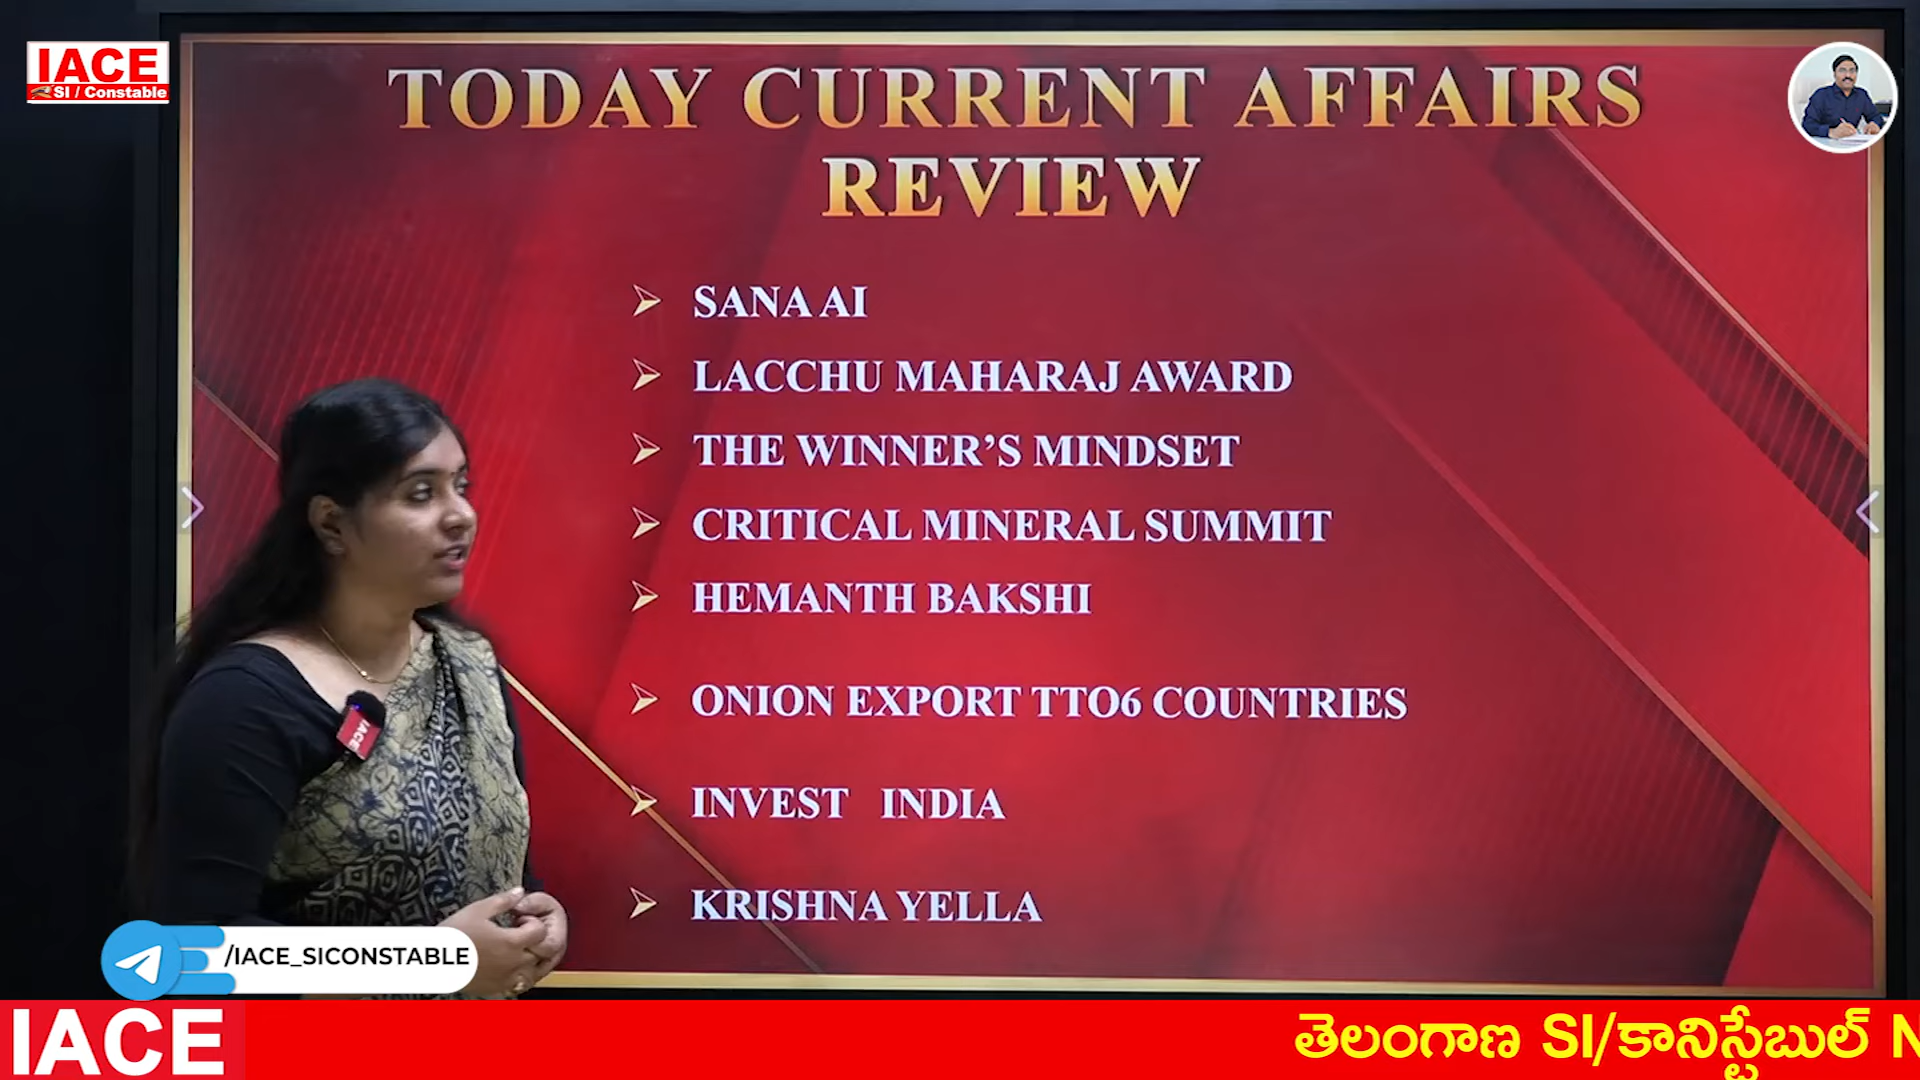 IACE
SI / Constable
TODAY CURRENT AFFAIRS
REVIEW
SANA AI
LACCHU MAHARAJ AWARD
THE WINNER’S MINDSET
CRITICAL MINERAL SUMMIT
HEMANTH BAKSHI
ONION EXPORT TTO6 COUNTRIES
INVEST INDIA
KRISHNA YELLA
IACE
/IACE_SICONSTABLE
IACE
తెలంగాణ SI/కానిస్టేబుల్ N